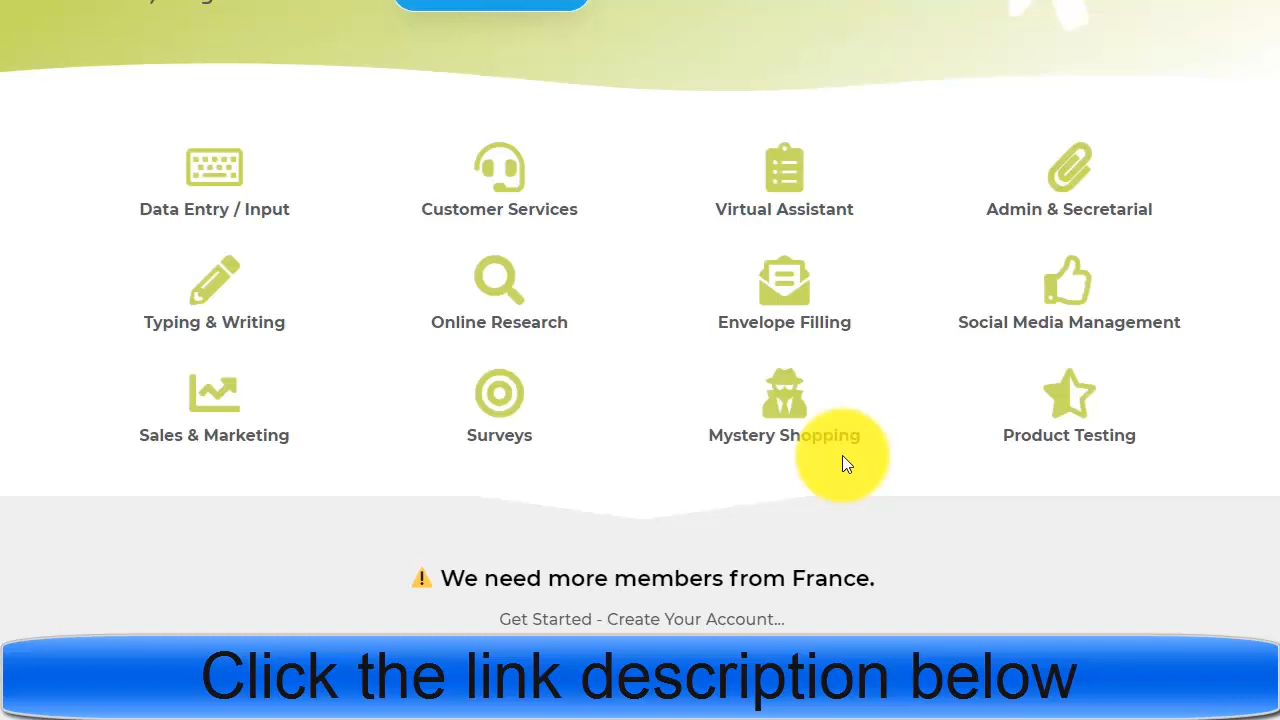 Data Entry / Input
Customer Services
Virtual Assistant
Admin & Secretarial
Typing & Writing
Online Research
Envelope Filling
Social Media Management
Sales & Marketing
Surveys
Mystery Shopping
Product Testing
We need more members from France.
Get Started - Create Your Account...
Click the link description below